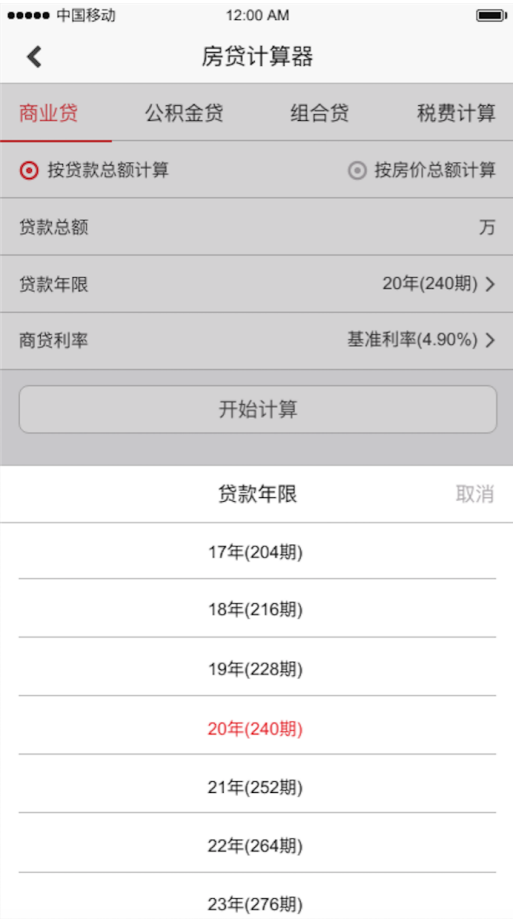 中国移动 12:00 AM
房贷计算器
商业贷 公积金贷 组合贷 税费计算
按贷款总额计算 按房价总额计算
贷款总额 万
贷款年限 20年(240期)
商贷利率 基准利率(4.90%)
开始计算
贷款年限 取消
17年(204期)
18年(216期)
19年(228期)
20年(240期)
21年(252期)
22年(264期)
23年(276期)